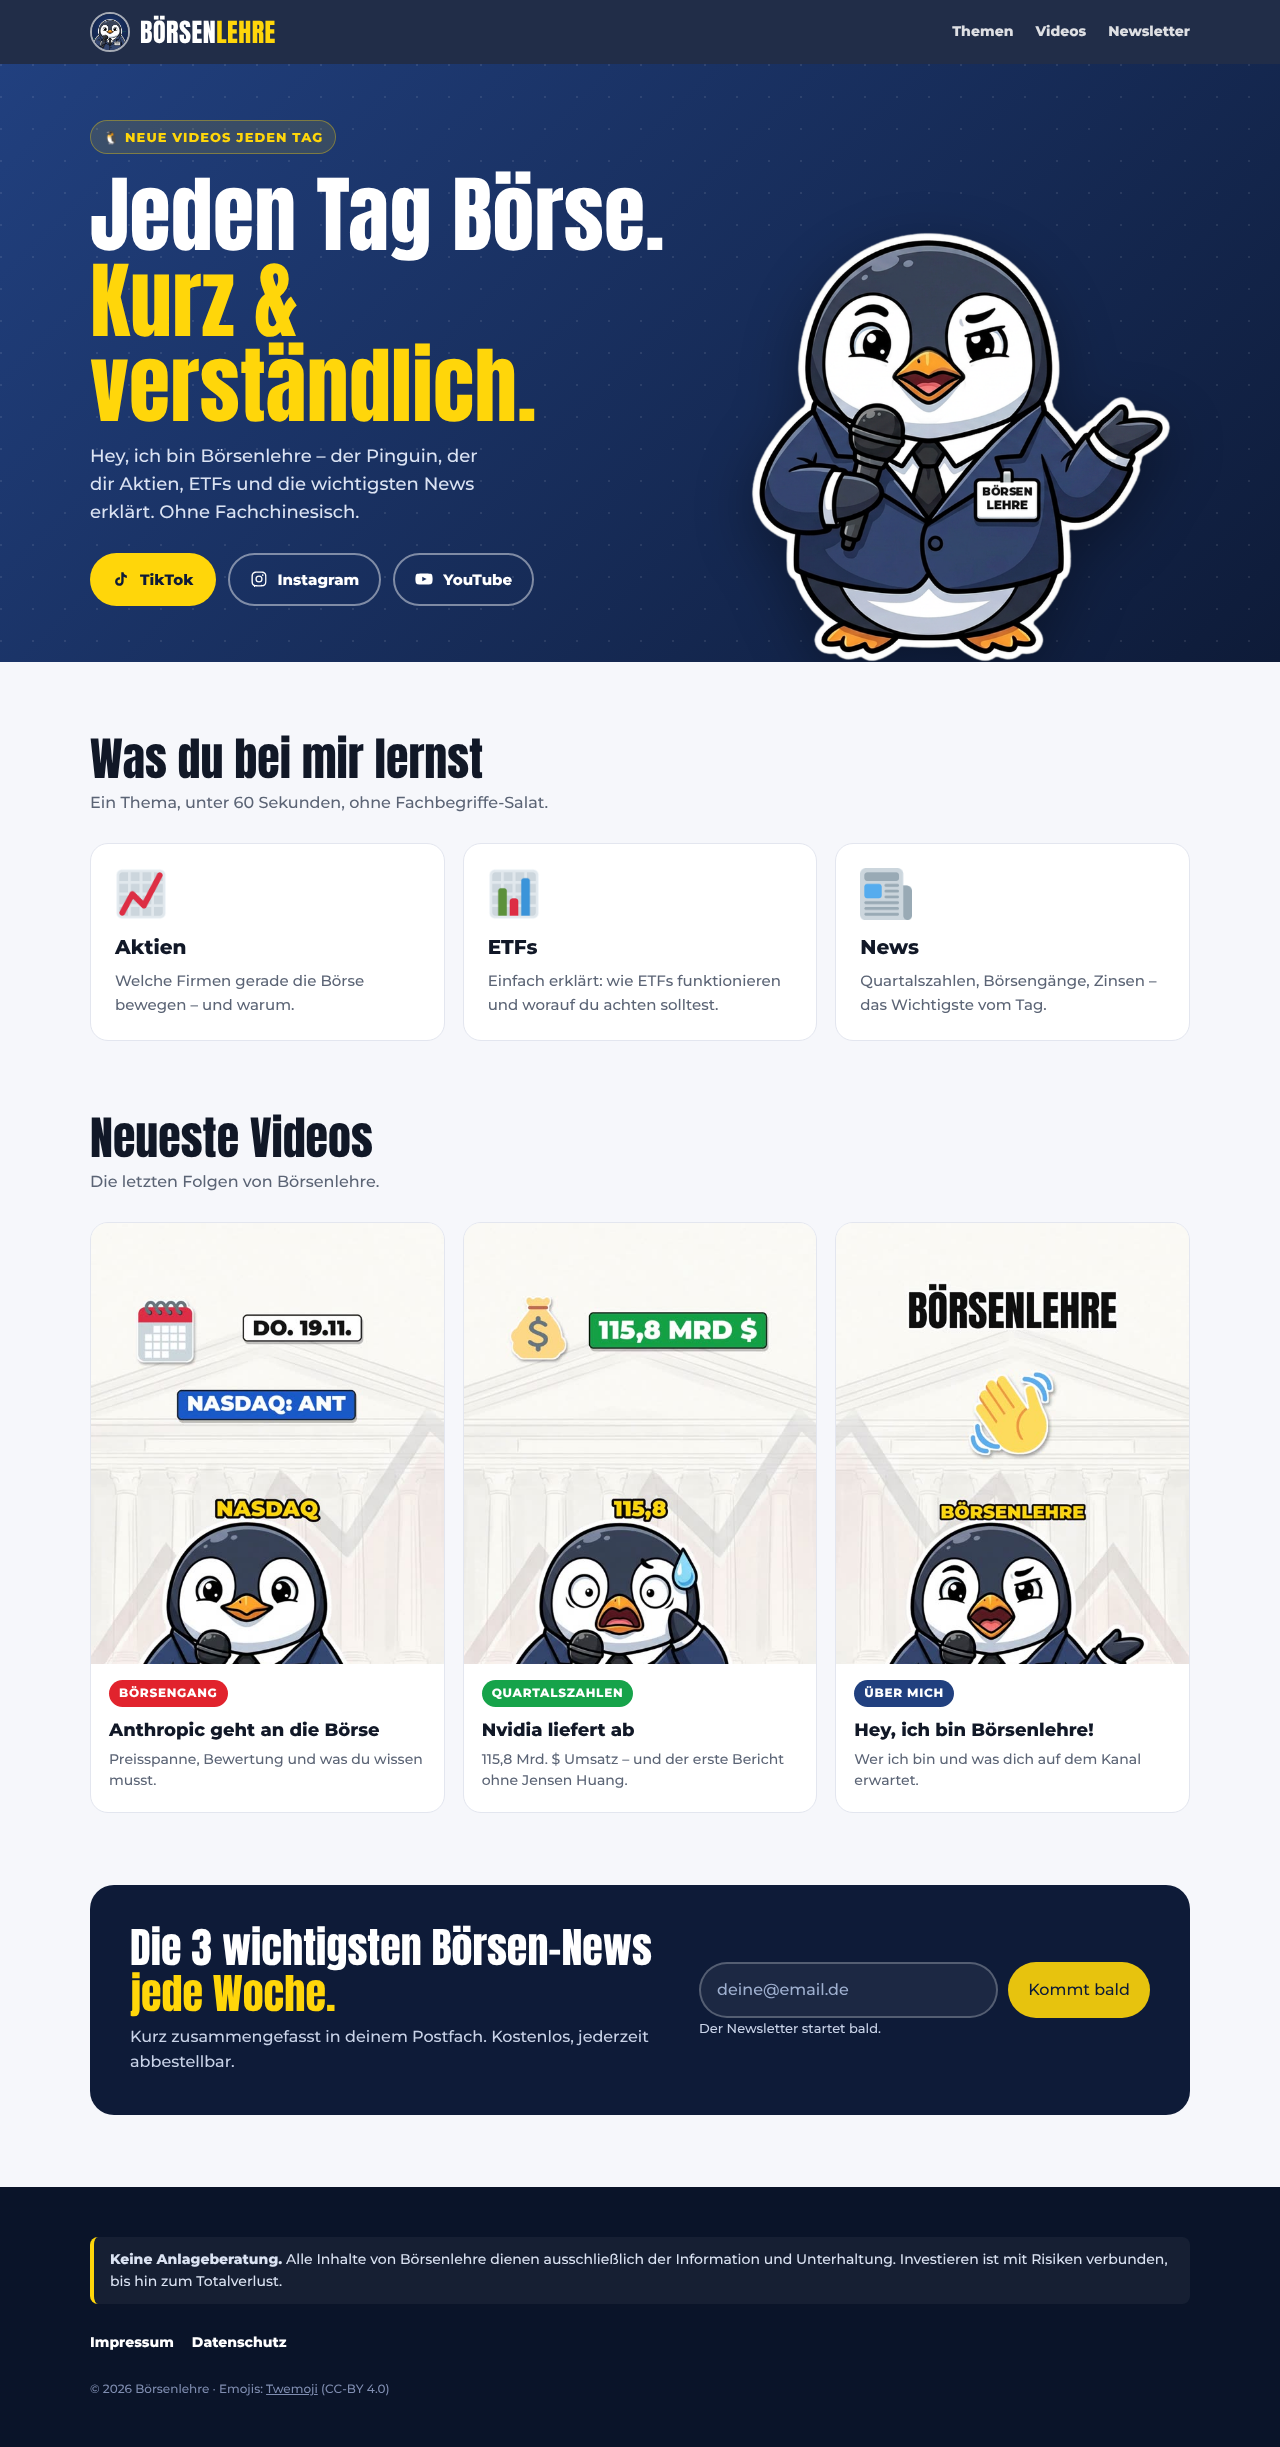 BÖRSENLEHRE
Themen Videos Newsletter
NEUE VIDEOS JEDEN TAG
Jeden Tag Börse.
Kurz &
verständlich.
Hey, ich bin Börsenlehre – der Pinguin, der
dir Aktien, ETFs und die wichtigsten News
erklärt. Ohne Fachchinesisch.
TikTok Instagram YouTube
BÖRSEN
LEHRE
Was du bei mir lernst
Ein Thema, unter 60 Sekunden, ohne Fachbegriffe-Salat.
Aktien
Welche Firmen gerade die Börse
bewegen – und warum.
ETFs
Einfach erklärt: wie ETFs funktionieren
und worauf du achten solltest.
News
Quartalszahlen, Börsengänge, Zinsen –
das Wichtigste vom Tag.
Neueste Videos
Die letzten Folgen von Börsenlehre.
DO. 19.11.
NASDAQ: ANT
NASDAQ
BÖRSENGANG
Anthropic geht an die Börse
Preisspanne, Bewertung und was du wissen
musst.
$
115,8 MRD $
115,8
QUARTALSZAHLEN
Nvidia liefert ab
115,8 Mrd. $ Umsatz – und der erste Bericht
ohne Jensen Huang.
BÖRSENLEHRE
BÖRSENLEHRE
ÜBER MICH
Hey, ich bin Börsenlehre!
Wer ich bin und was dich auf dem Kanal
erwartet.
Die 3 wichtigsten Börsen-News
jede Woche.
Kurz zusammengefasst in deinem Postfach. Kostenlos, jederzeit
abbestellbar.
deine@email.de
Kommt bald
Der Newsletter startet bald.
Keine Anlageberatung. Alle Inhalte von Börsenlehre dienen ausschließlich der Information und Unterhaltung. Investieren ist mit Risiken verbunden,
bis hin zum Totalverlust.
Impressum Datenschutz
© 2026 Börsenlehre · Emojis: Twemoji (CC-BY 4.0)